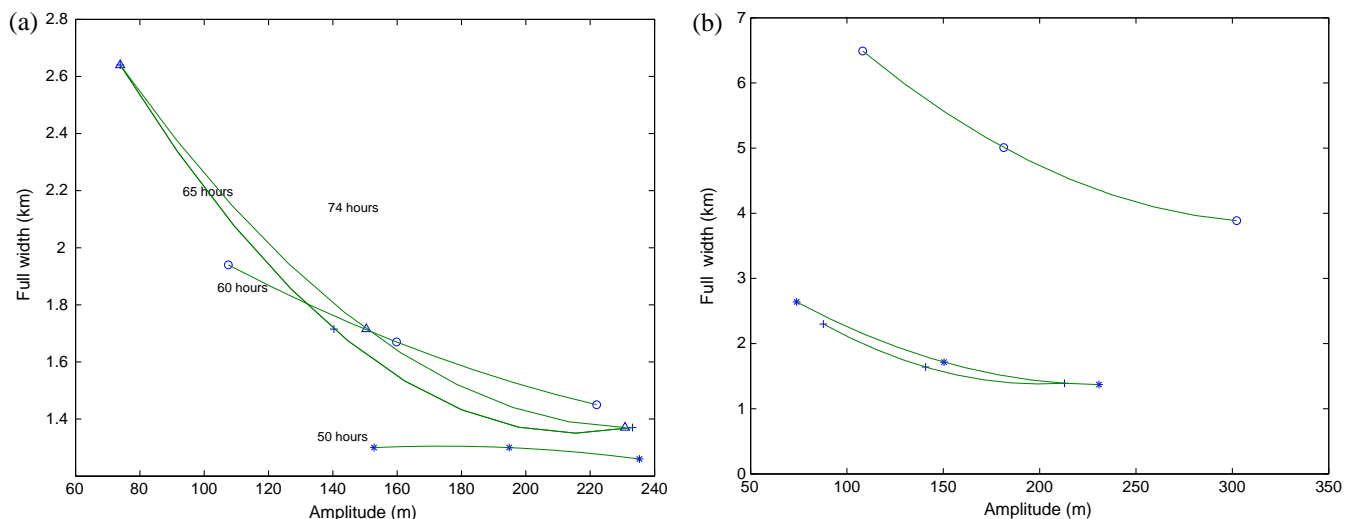 (a)
2.8
2.6
2.4
2.2
2
1.8
1.6
1.4
Full width (km)
65 hours
74 hours
60 hours
50 hours
60 80 100 120 140 160 180 200 220 240
Amplitude (m)
(b)
7
6
5
4
3
2
1
0
Full width (km)
50 100 150 200 250 300 350
Amplitude (m)